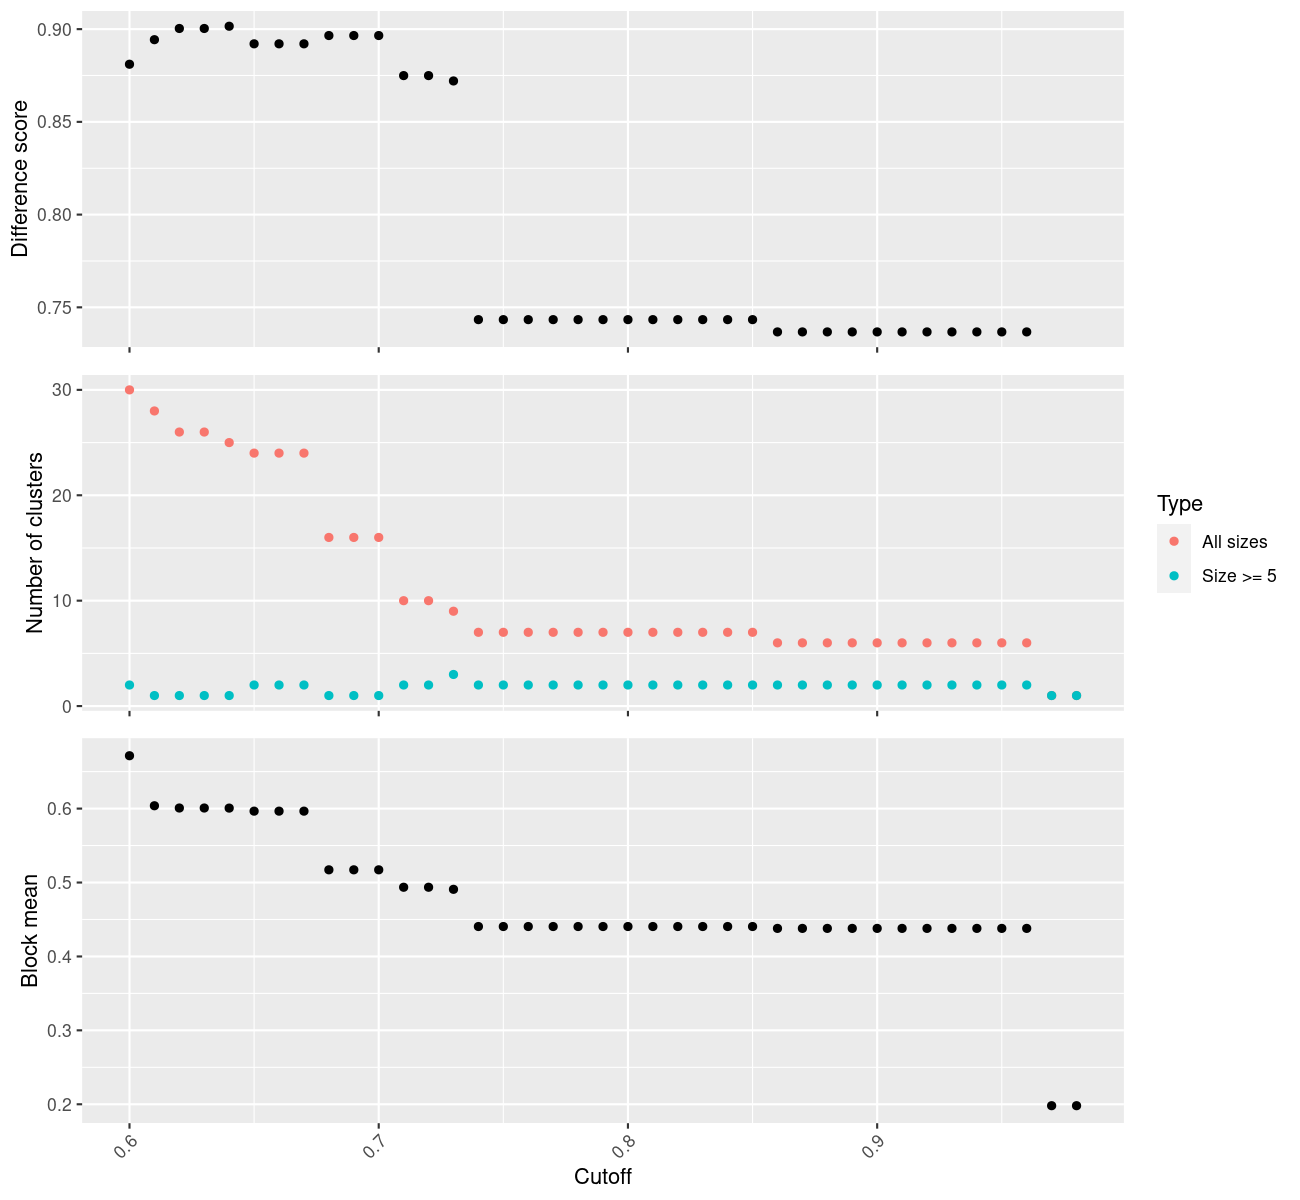 Difference score
0.90
0.85
0.80
0.75
Number of clusters
30
20
10
0
Type
All sizes
Size >= 5
Block mean
0.6
0.5
0.4
0.3
0.2
0.6 0.7 0.8 0.9
Cutoff